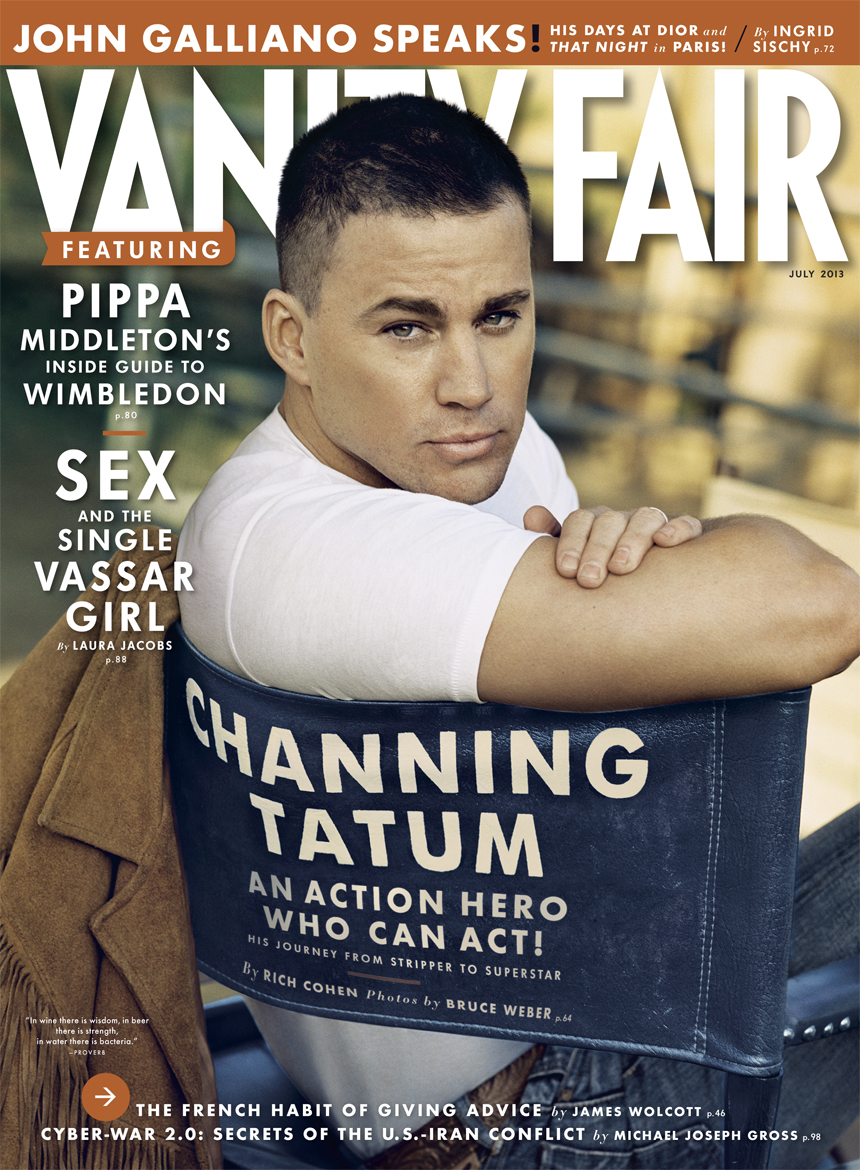 JOHN GALLIANO SPEAKS!
HIS DAYS AT DIOR and
THAT NIGHT in PARIS!
/
By INGRID
SISCHY p.72
VANITY FAIR
JULY 2013
FEATURING
PIPPA
MIDDLETON'S
INSIDE GUIDE TO
WIMBLEDON
p.80
SEX
AND THE
SINGLE
VASSAR
GIRL
By LAURA JACOBS
p.88
CHANNING
TATUM
AN ACTION HERO
WHO CAN ACT!
HIS JOURNEY FROM STRIPPER TO SUPERSTAR
By RICH COHEN Photos by BRUCE WEBER p.64
"In wine there is wisdom, in beer
there is strength,
in water there is bacteria."
–PROVERB
THE FRENCH HABIT OF GIVING ADVICE by JAMES WOLCOTT p.46
CYBER-WAR 2.0: SECRETS OF THE U.S.-IRAN CONFLICT by MICHAEL JOSEPH GROSS p.98